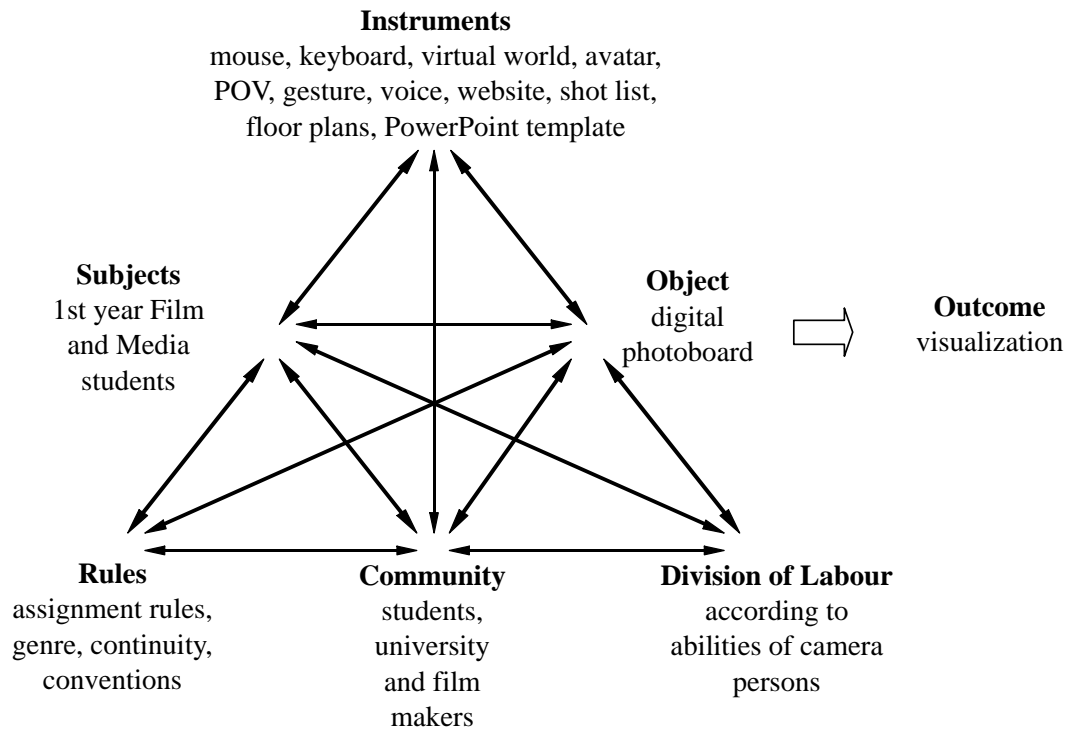 Instruments
mouse, keyboard, virtual world, avatar,
POV, gesture, voice, website, shot list,
floor plans, PowerPoint template
Subjects
1st year Film
and Media
students
Object
digital
photoboard
Outcome
visualization
Rules
assignment rules,
genre, continuity,
conventions
Community
students,
university
and film
makers
Division of Labour
according to
abilities of camera
persons